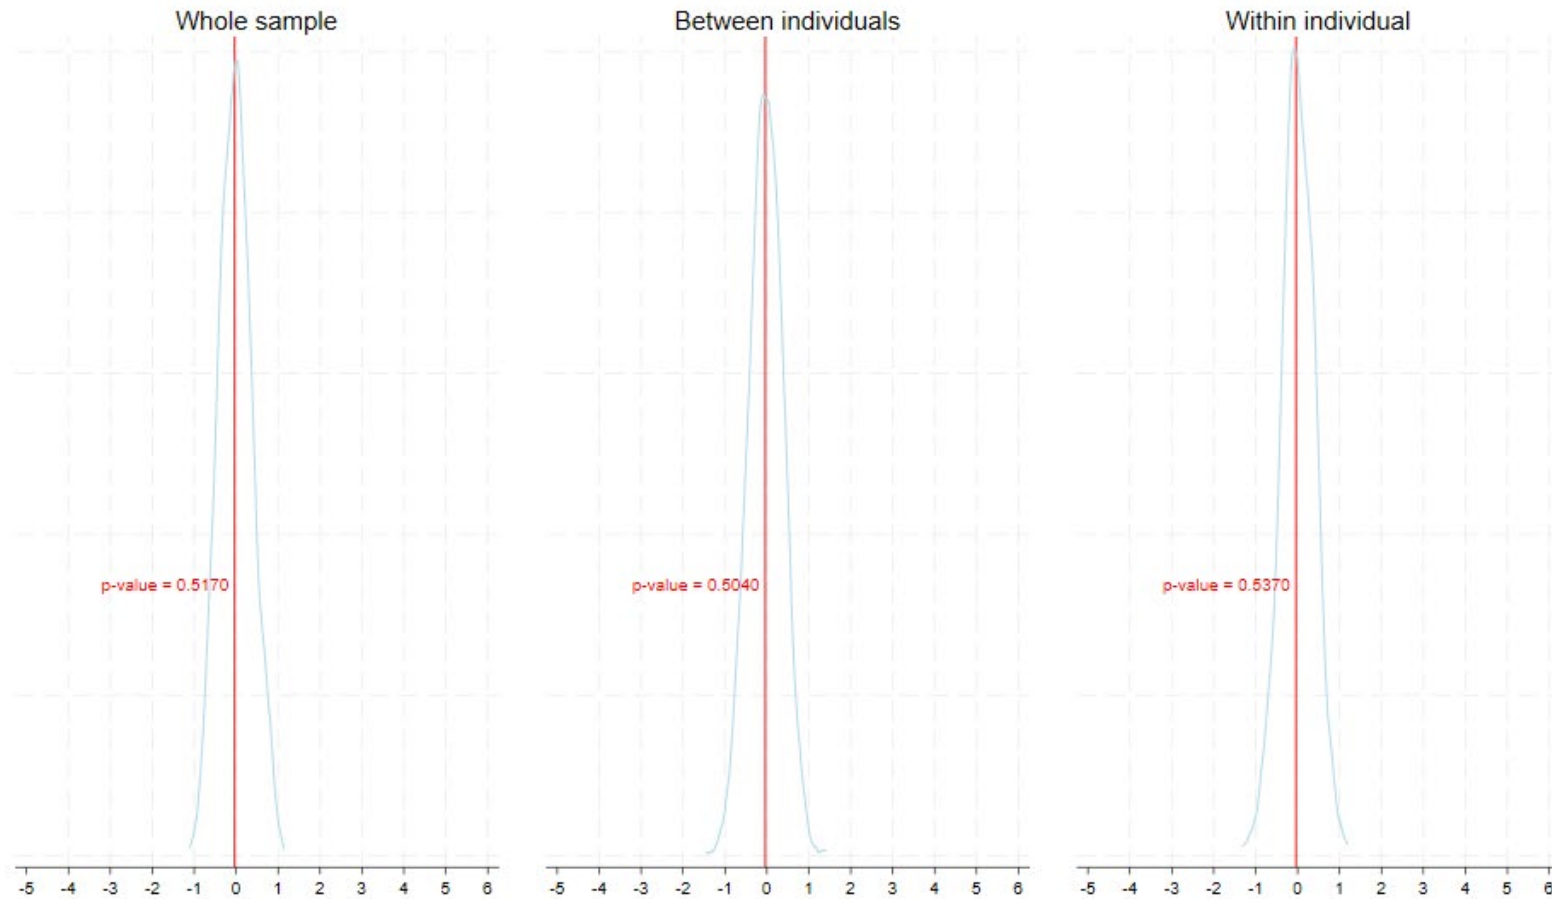 Whole sample
Between individuals
Within individual
p-value = 0.5170
p-value = 0.5040
p-value = 0.5370
-5 -4 -3 -2 -1 0 1 2 3 4 5 6
-5 -4 -3 -2 -1 0 1 2 3 4 5 6
-5 -4 -3 -2 -1 0 1 2 3 4 5 6